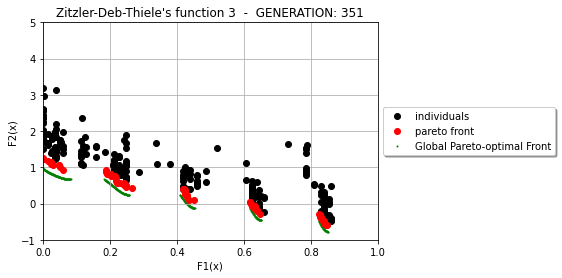 Zitzler-Deb-Thiele's function 3 - GENERATION: 351
5
4
3
2
1
0
−1
F2(x)
0.0 0.2 0.4 0.6 0.8 1.0
F1(x)
individuals
pareto front
Global Pareto-optimal Front